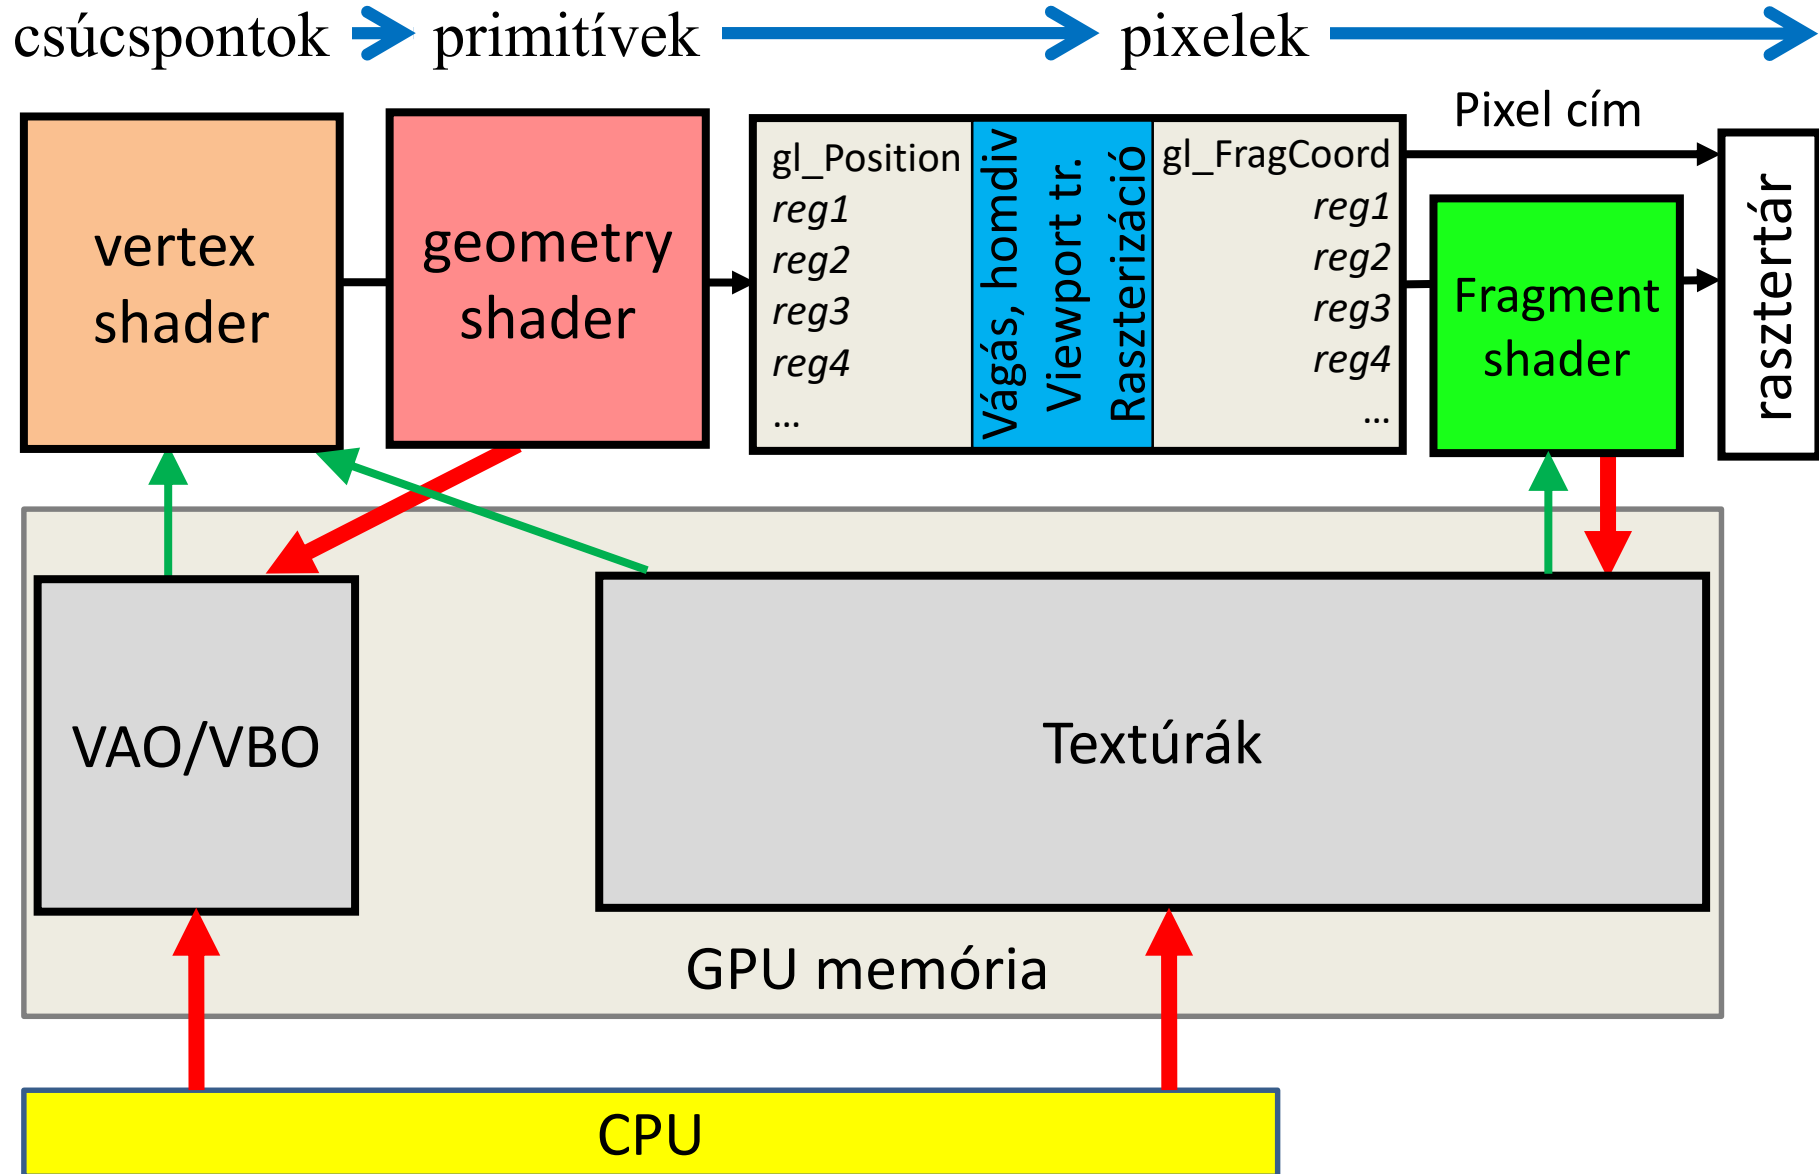 csúcspontok
primitívek
pixelek
vertex
shader
geometry
shader
gl_Position
reg1
reg2
reg3
reg4
...
Vágás, homdiv
Viewport tr.
Raszterizáció
gl_FragCoord
reg1
reg2
reg3
reg4
...
Pixel cím
Fragment
shader
rasztertár
VAO/VBO
Textúrák
GPU memória
CPU